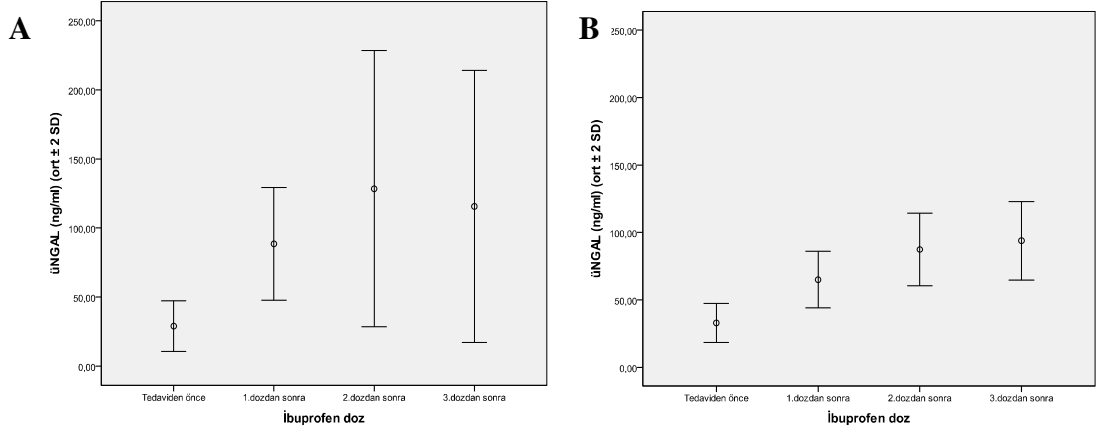 A
üNGAL (ng/ml) (ort ± 2 SD)
250,00
200,00
150,00
100,00
50,00
0,00
Tedaviden önce
1.dozdan sonra
2.dozdan sonra
3.dozdan sonra
İbuprofen doz
B
üNGAL (ng/ml) (ort ± 2 SD)
250,00
200,00
150,00
100,00
50,00
0,00
Tedaviden önce
1.dozdan sonra
2.dozdan sonra
3.dozdan sonra
İbuprofen doz